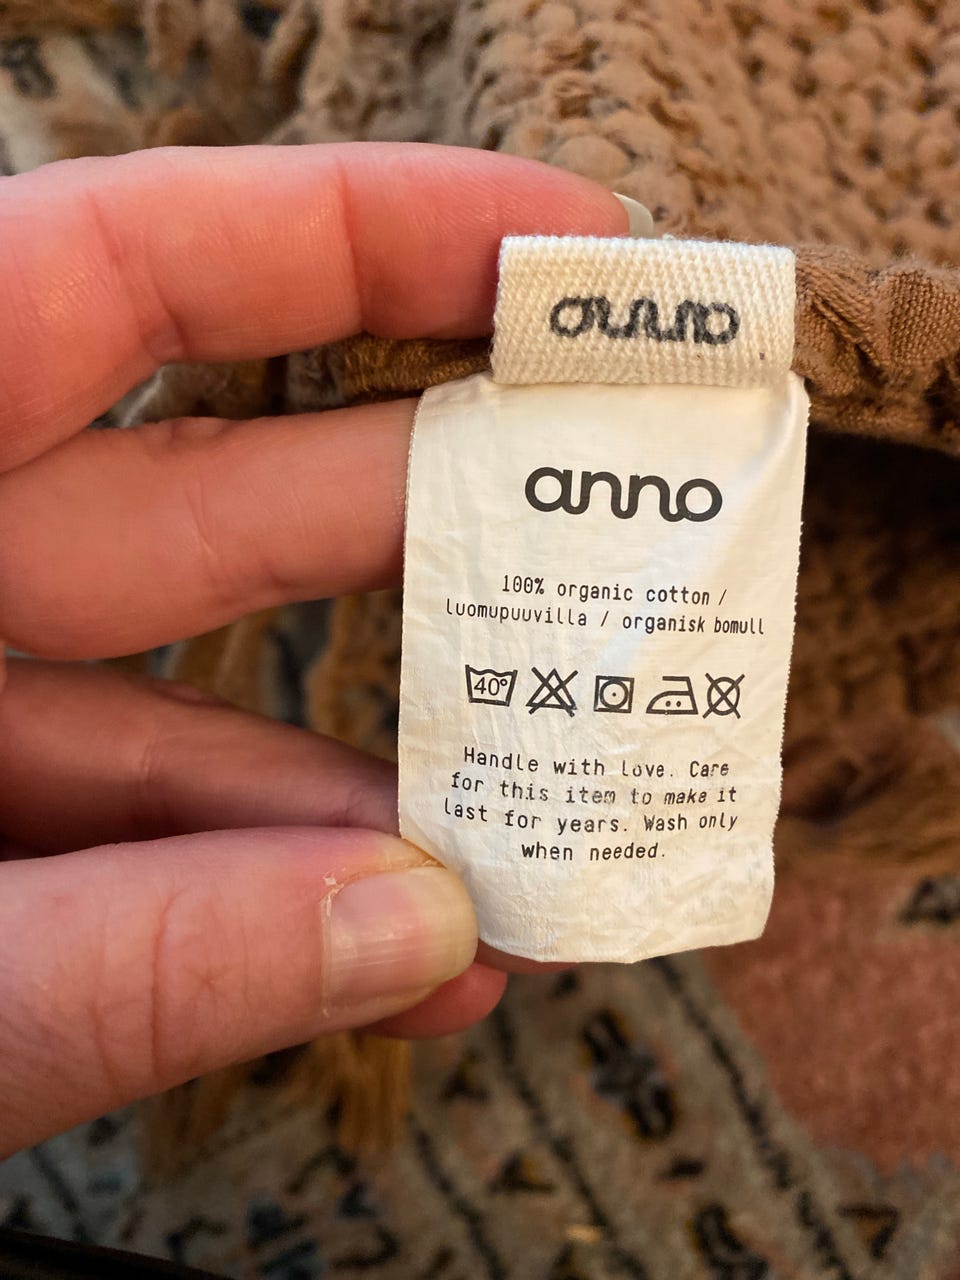 anno
anno
100% organic cotton /
luomupuuvilla / organisk bomull
40°
Handle with love. Care
for this item to make it
last for years. Wash only
when needed.